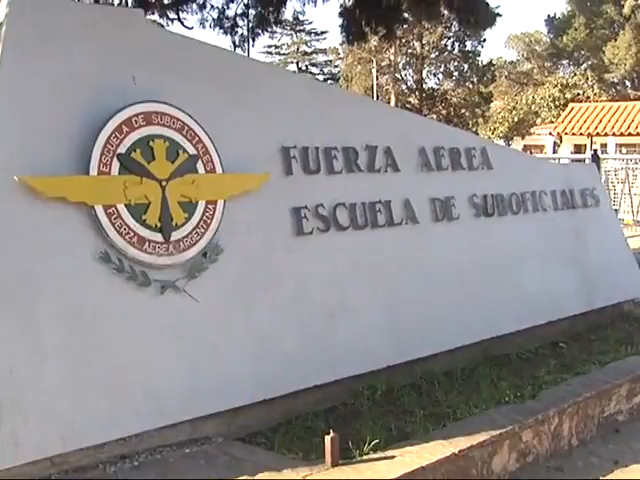 ESCUELA DE SUBOFICIALES
FUERZA AEREA ARGENTINA
FUERZA AEREA
ESCUELA DE SUBOFICIALES